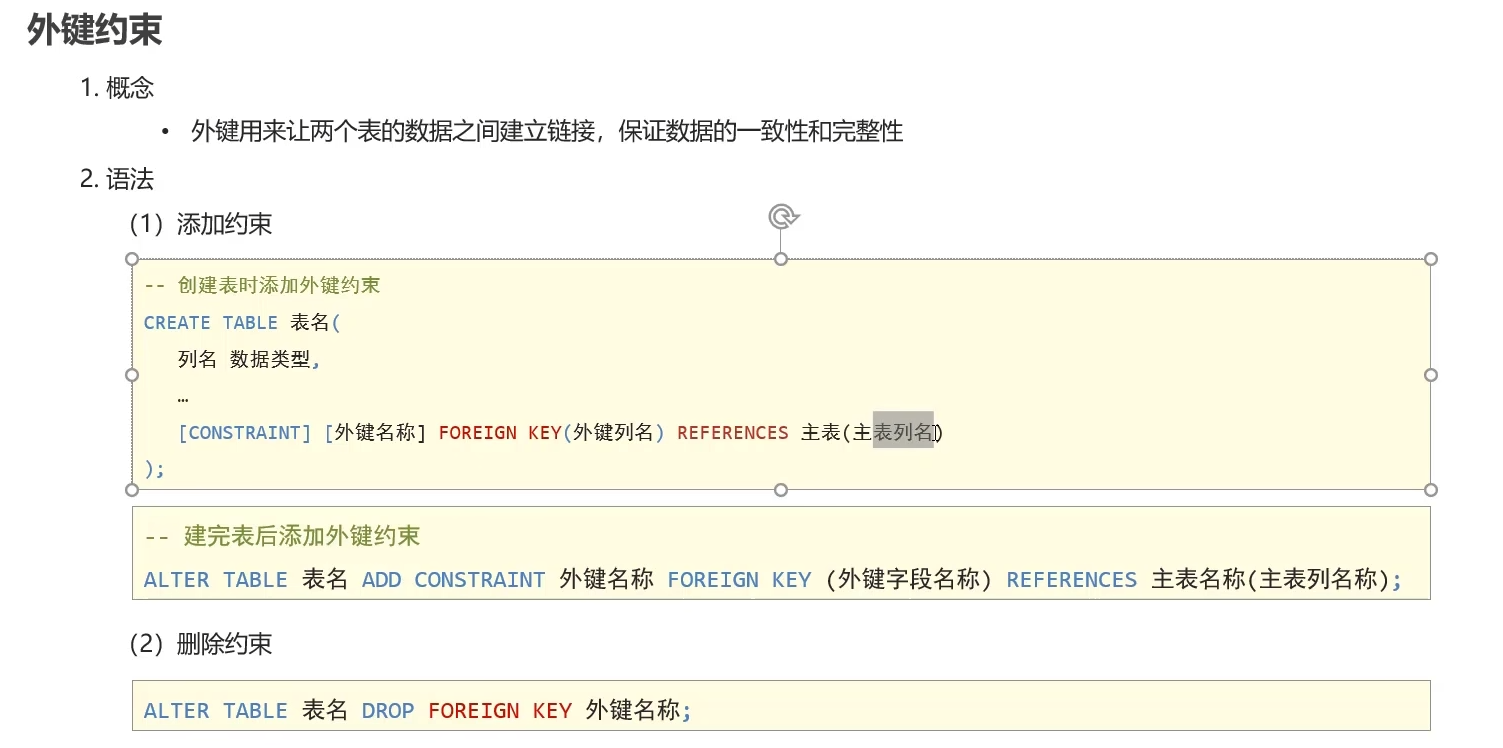 外键约束
1. 概念
• 外键用来让两个表的数据之间建立链接，保证数据的一致性和完整性
2. 语法
（1）添加约束
-- 创建表时添加外键约束
CREATE TABLE 表名(
列名 数据类型,
…
[CONSTRAINT] [外键名称] FOREIGN KEY(外键列名) REFERENCES 主表(主表列名)
);
-- 建完表后添加外键约束
ALTER TABLE 表名 ADD CONSTRAINT 外键名称 FOREIGN KEY (外键字段名称) REFERENCES 主表名称(主表列名称);
（2）删除约束
ALTER TABLE 表名 DROP FOREIGN KEY 外键名称;